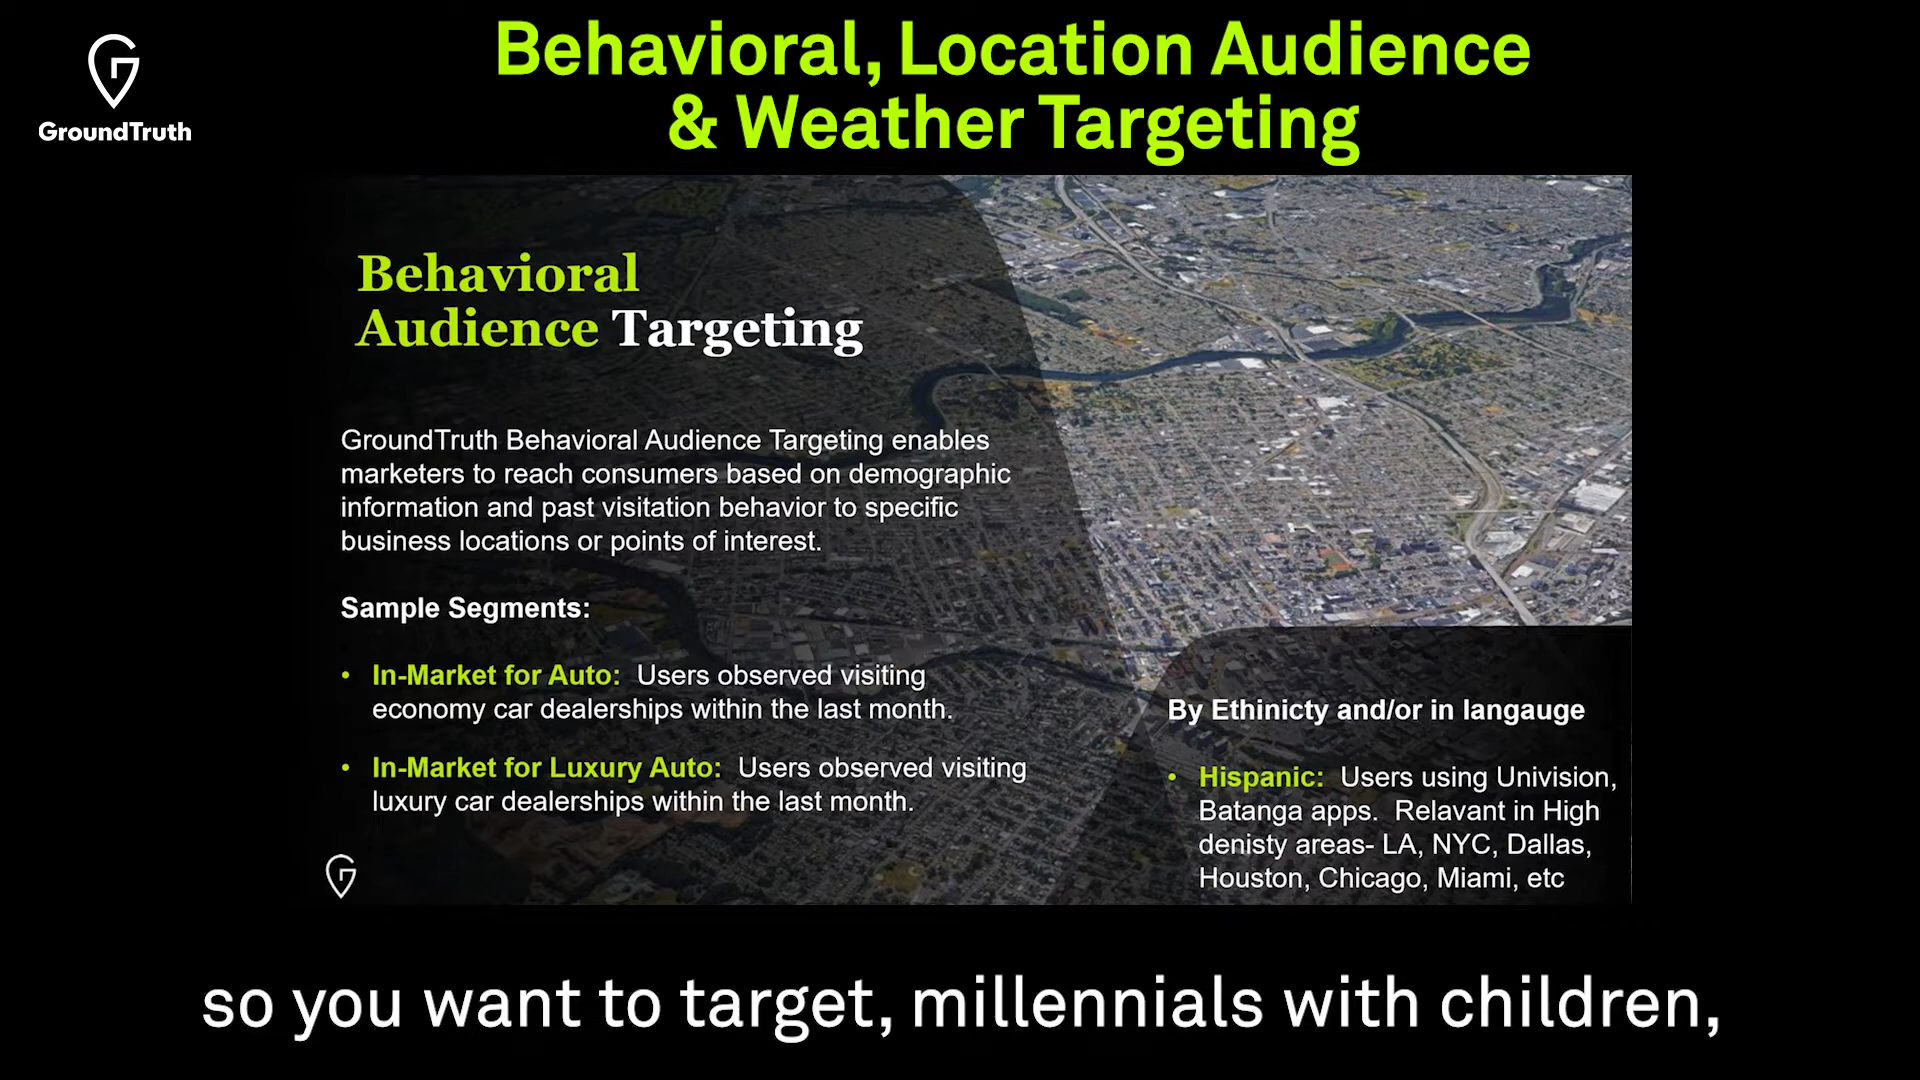 GroundTruth
Behavioral, Location Audience
& Weather Targeting
Behavioral
Audience Targeting
GroundTruth Behavioral Audience Targeting enables
marketers to reach consumers based on demographic
information and past visitation behavior to specific
business locations or points of interest.
Sample Segments:
• In-Market for Auto: Users observed visiting
economy car dealerships within the last month.
• In-Market for Luxury Auto: Users observed visiting
luxury car dealerships within the last month.
By Ethinicty and/or in langauge
• Hispanic: Users using Univision,
Batanga apps. Relavant in High
denisty areas- LA, NYC, Dallas,
Houston, Chicago, Miami, etc
so you want to target, millennials with children,